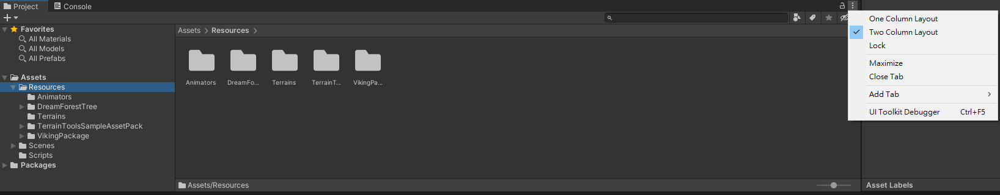 Project
Console
Favorites
All Materials
All Models
All Prefabs
Assets
Resources
Animators
DreamForestTree
Terrains
TerrainToolsSampleAssetPack
VikingPackage
Scenes
Scripts
Packages
Assets > Resources >
Animators
DreamFo...
Terrains
TerrainT...
VikingPa...
Assets/Resources
One Column Layout
Two Column Layout
Lock
Maximize
Close Tab
Add Tab
UI Toolkit Debugger Ctrl+F5
Asset Labels